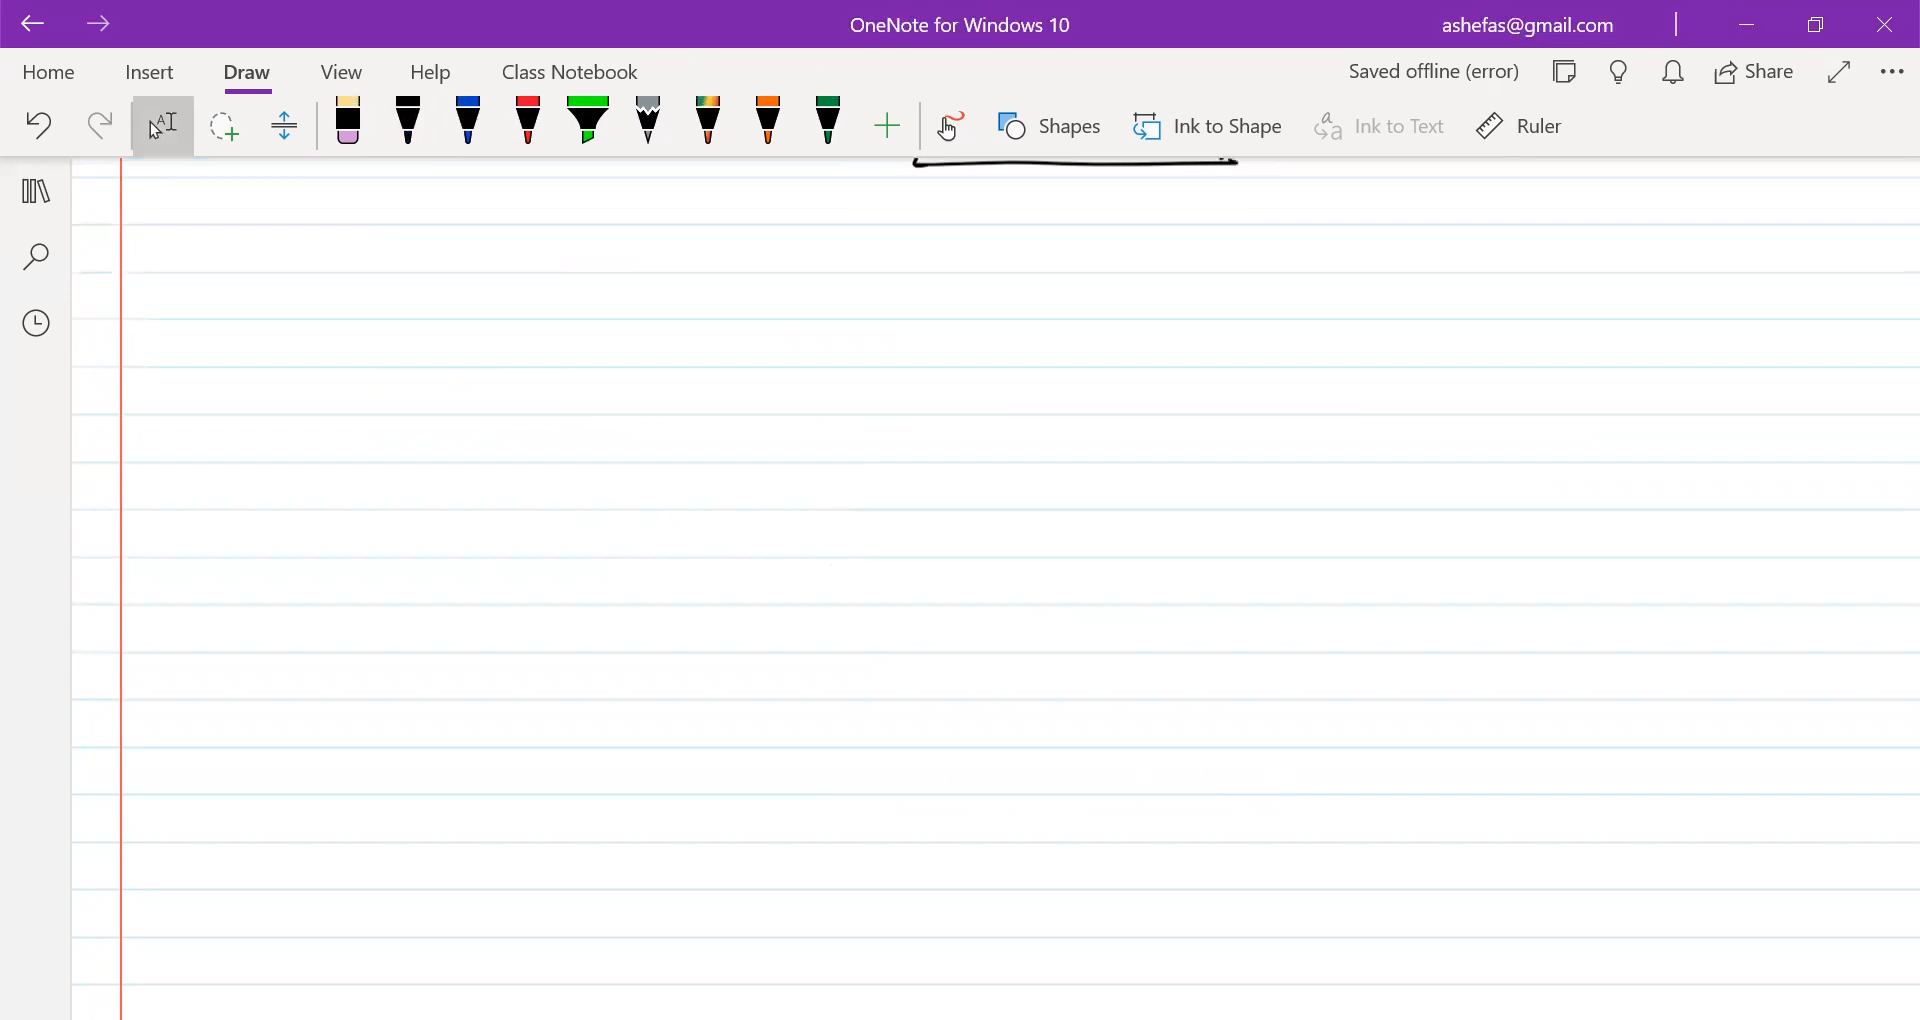 OneNote for Windows 10
ashefas@gmail.com
Home Insert Draw View Help Class Notebook
Saved offline (error) Share
Shapes Ink to Shape Ink to Text Ruler